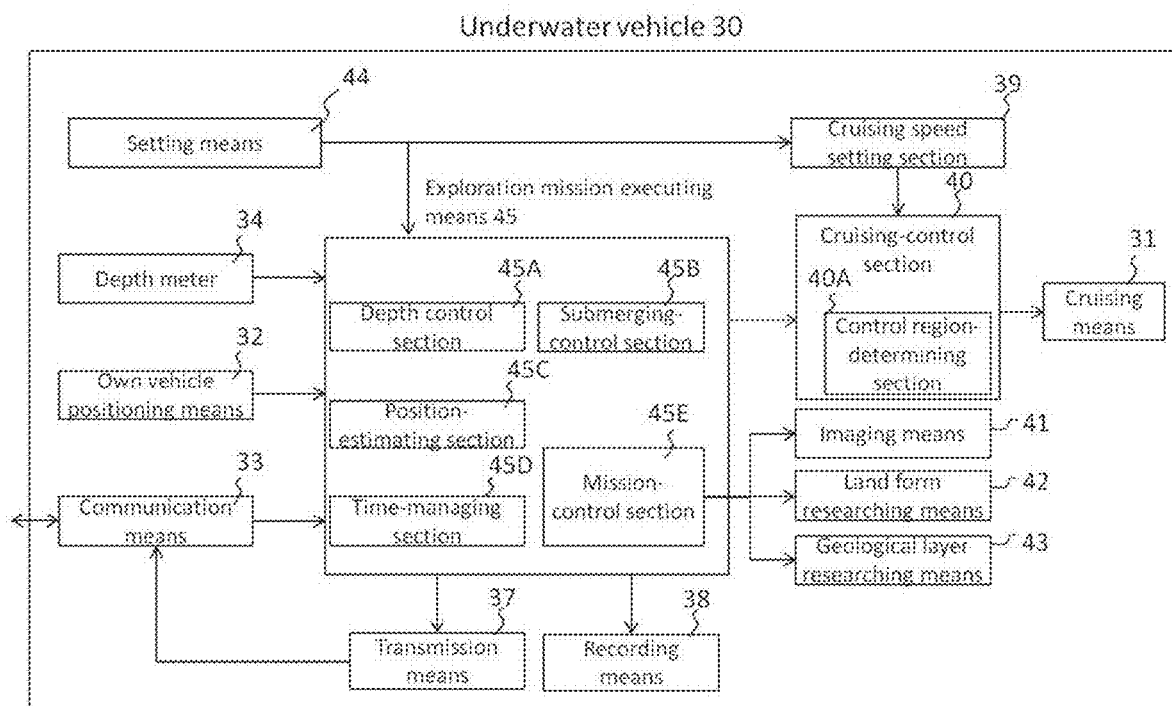 Underwater vehicle 30
44
39
Setting means
Cruising speed
setting section
Exploration mission executing
means 45
40
34
Cruising-control
section
31
Depth meter
45A
45B
40A
Cruising
means
Depth control
section
Submerging-
control section
Control region-
determining
section
32
Own vehicle
positioning means
45C
Position-
estimating section
45E
Imaging means
41
33
45D
Mission-
control section
Land form
researching means
42
Communication
means
Time-managing
section
Geological layer
researching means
43
37
38
Transmission
means
Recording
means